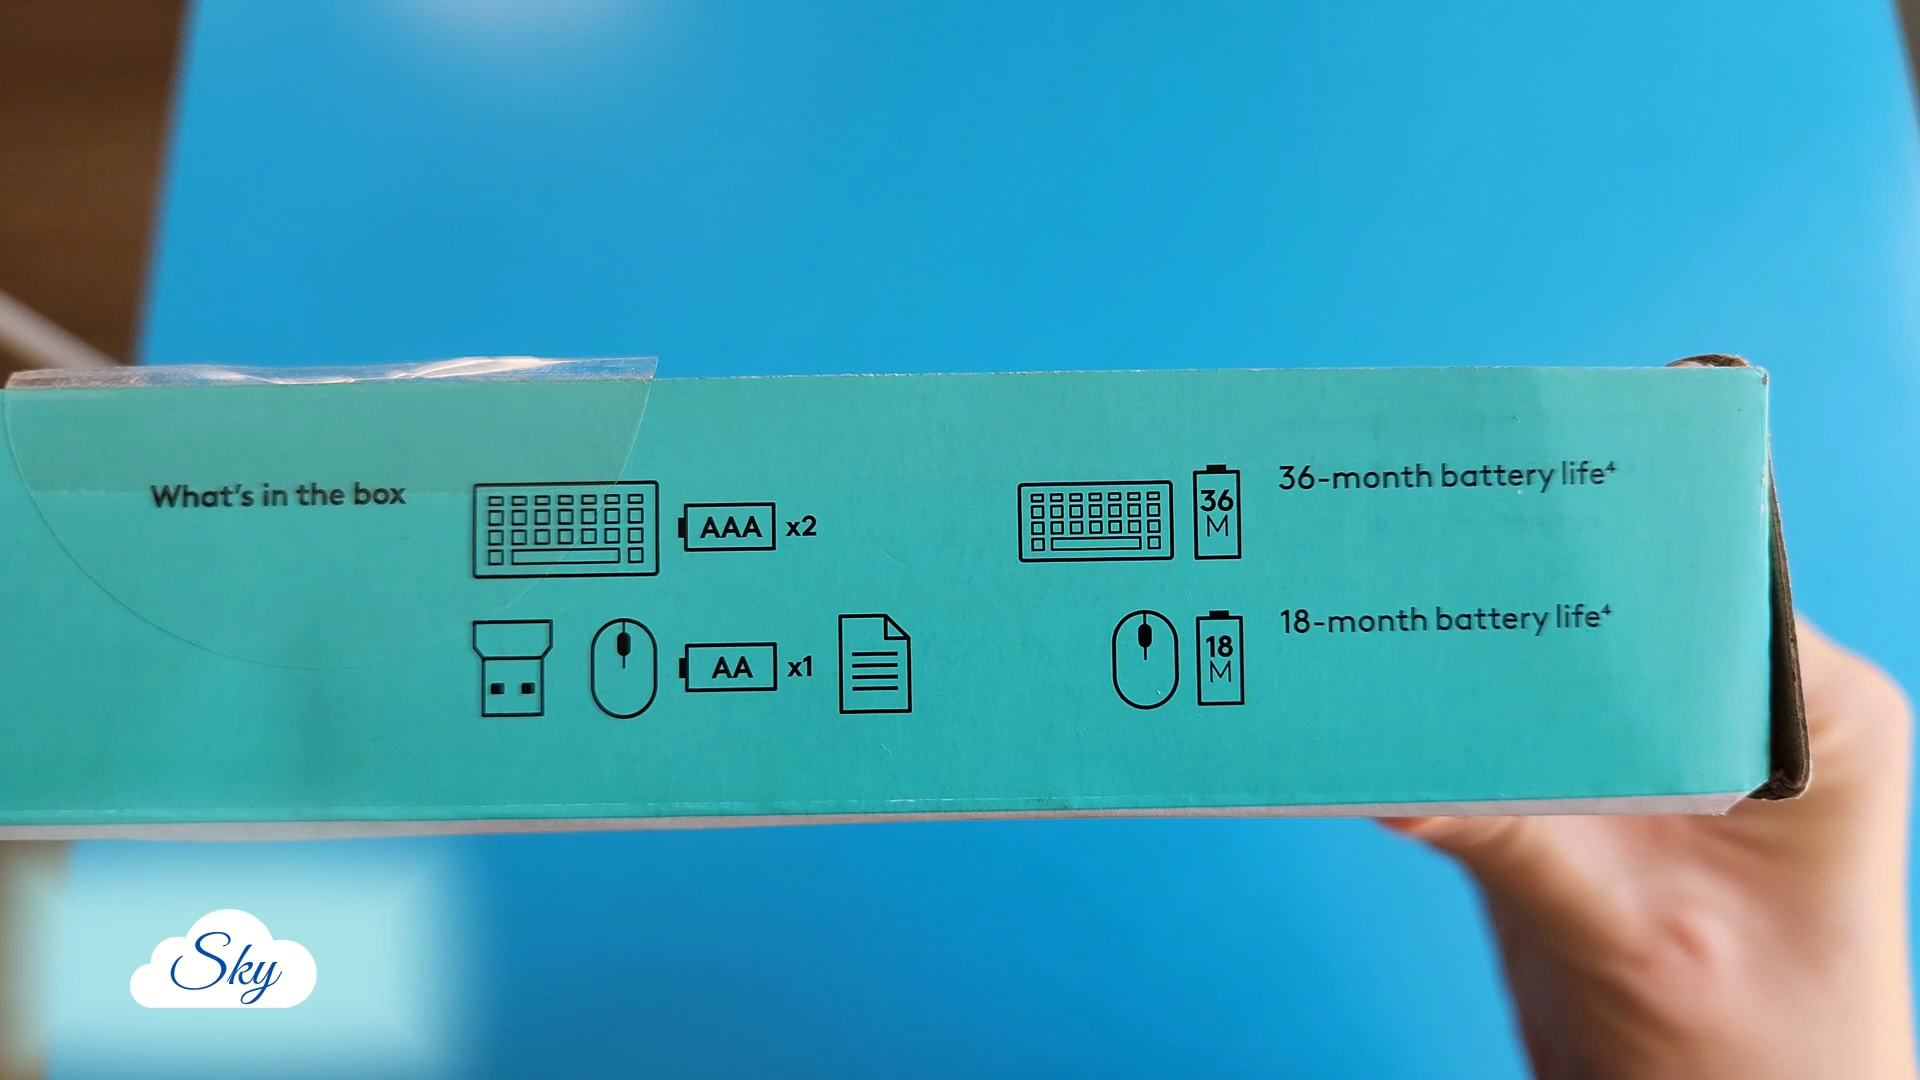 What's in the box
AAA x2
36
M
36-month battery life⁴
AA x1
18
M
18-month battery life⁴
Sky